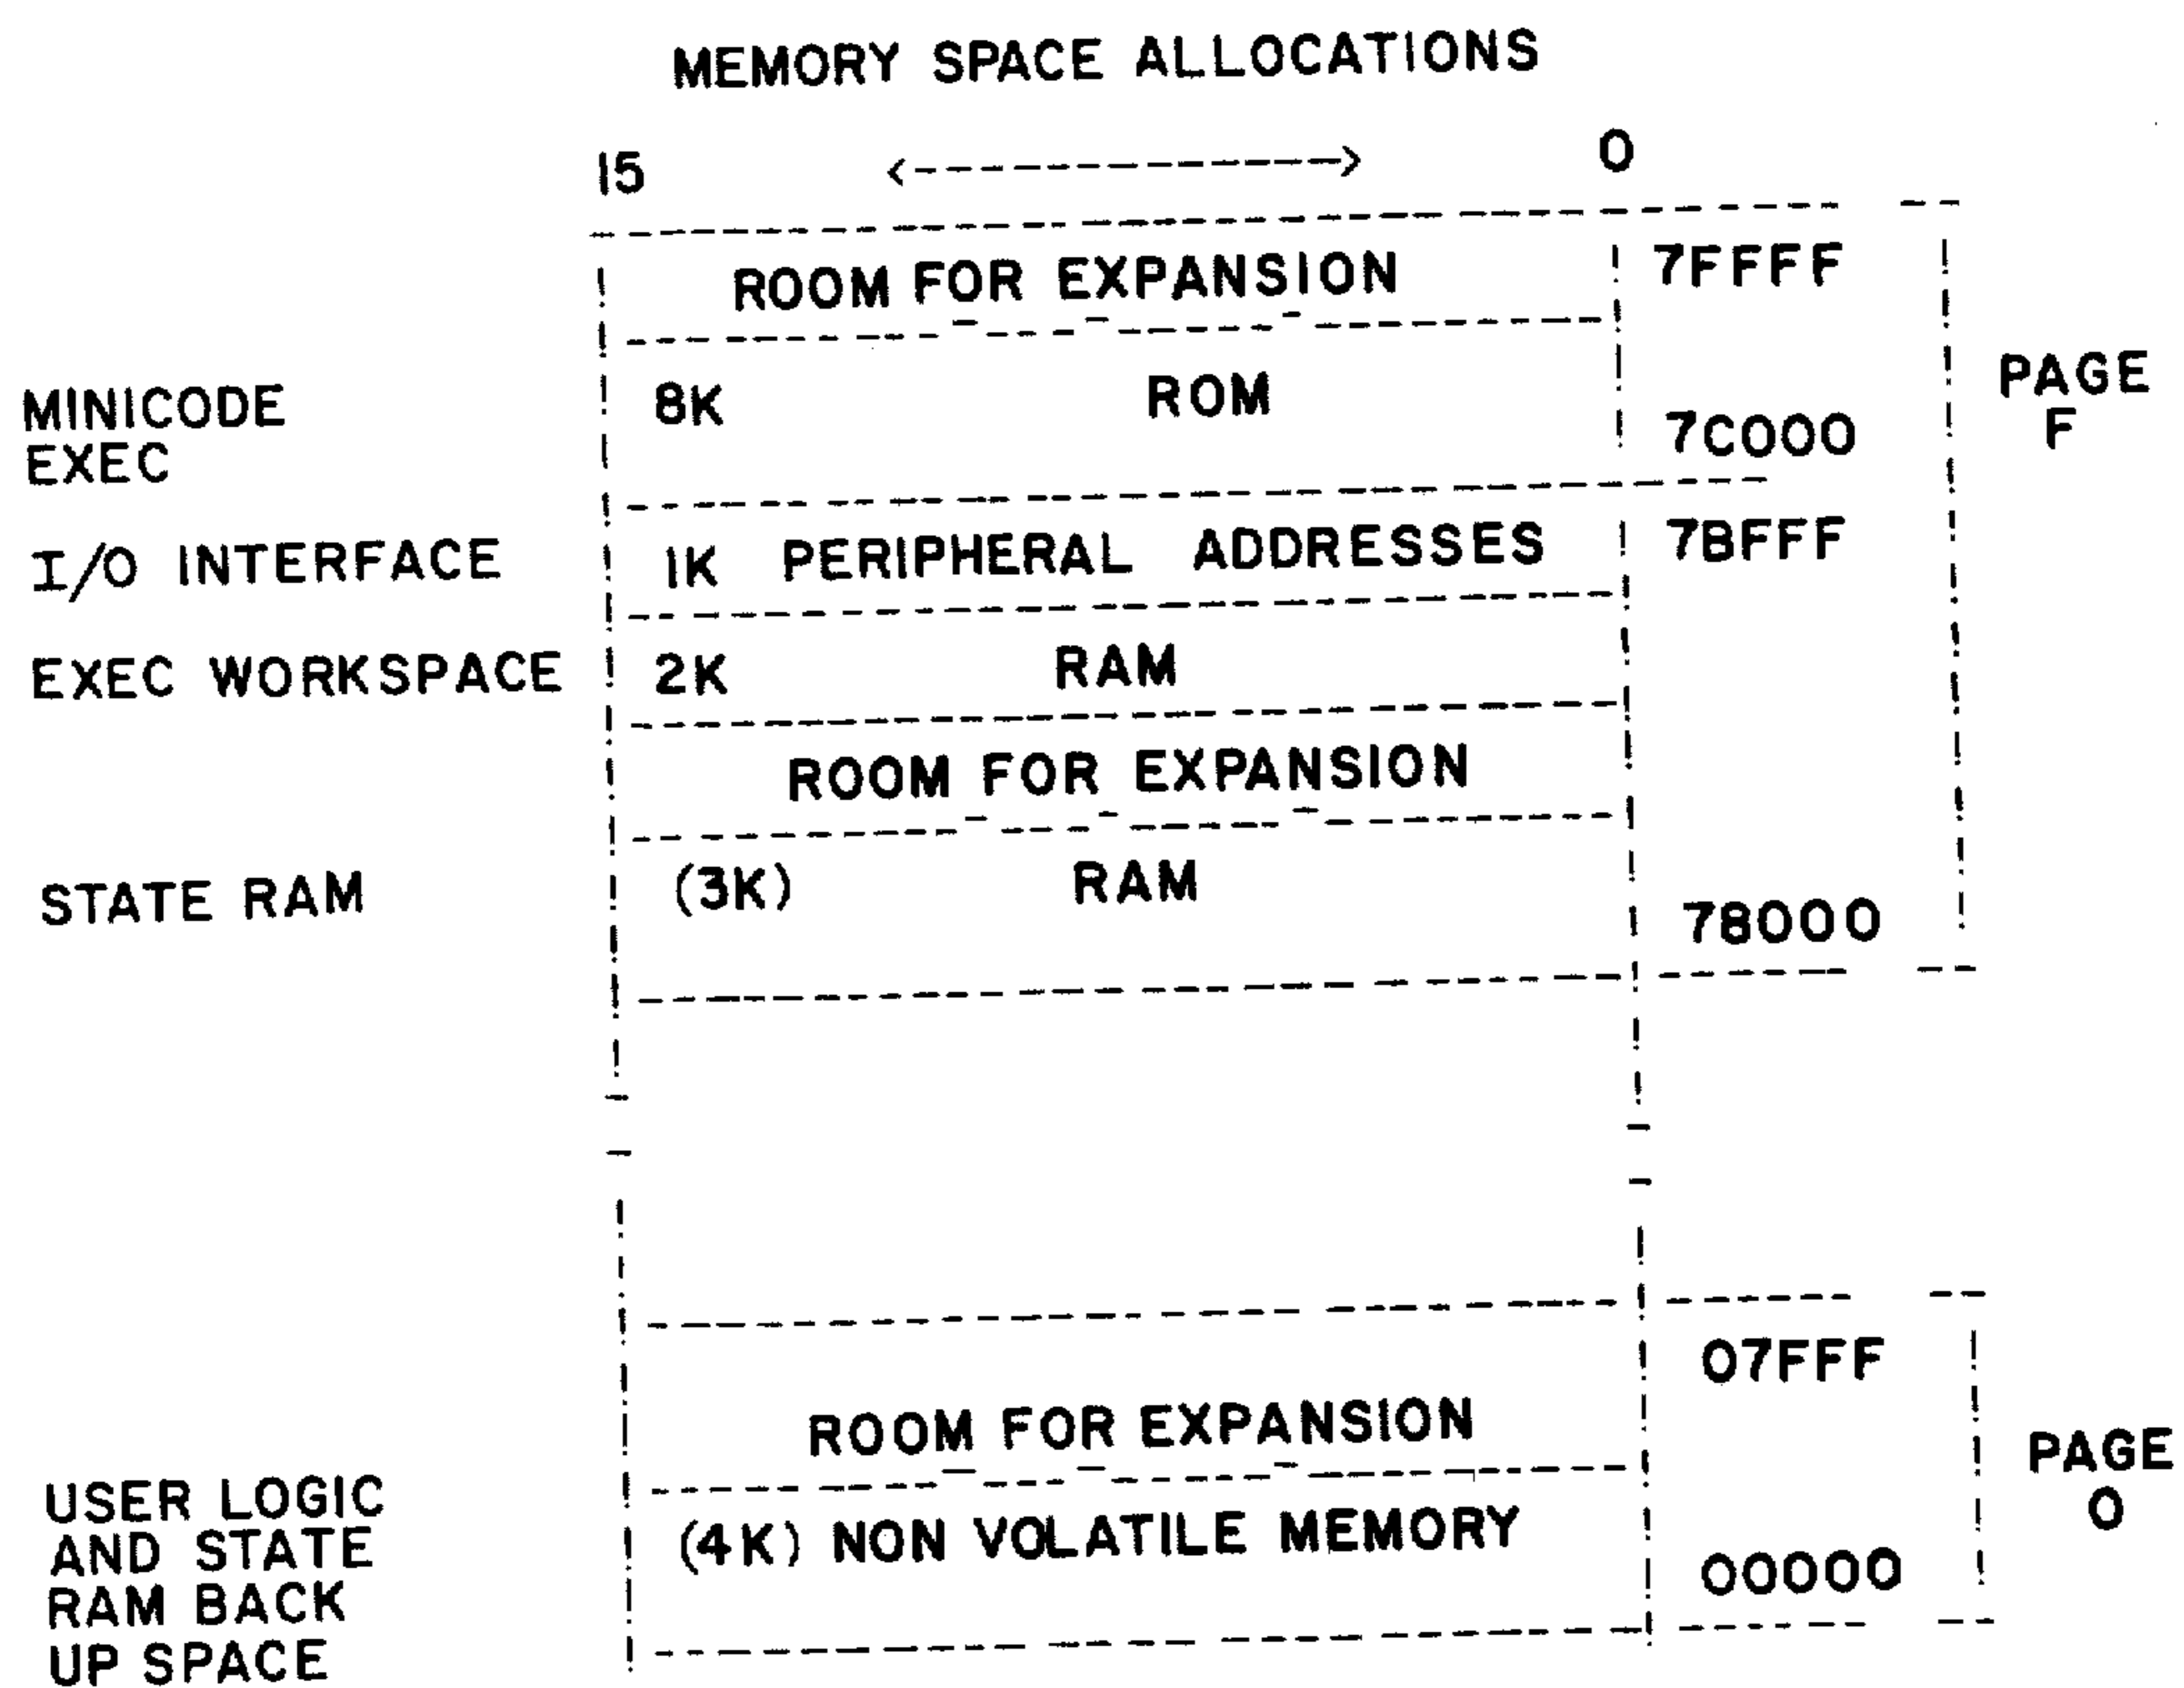 MEMORY SPACE ALLOCATIONS
15 <------------> 0
ROOM FOR EXPANSION 7FFFF
MINICODE 8K ROM PAGE
EXEC 7C000 F
I/O INTERFACE 1K PERIPHERAL ADDRESSES 7BFFF
EXEC WORKSPACE 2K RAM
ROOM FOR EXPANSION
STATE RAM (3K) RAM
78000
07FFF
ROOM FOR EXPANSION PAGE
USER LOGIC 0
AND STATE (4K) NON VOLATILE MEMORY
RAM BACK 00000
UP SPACE